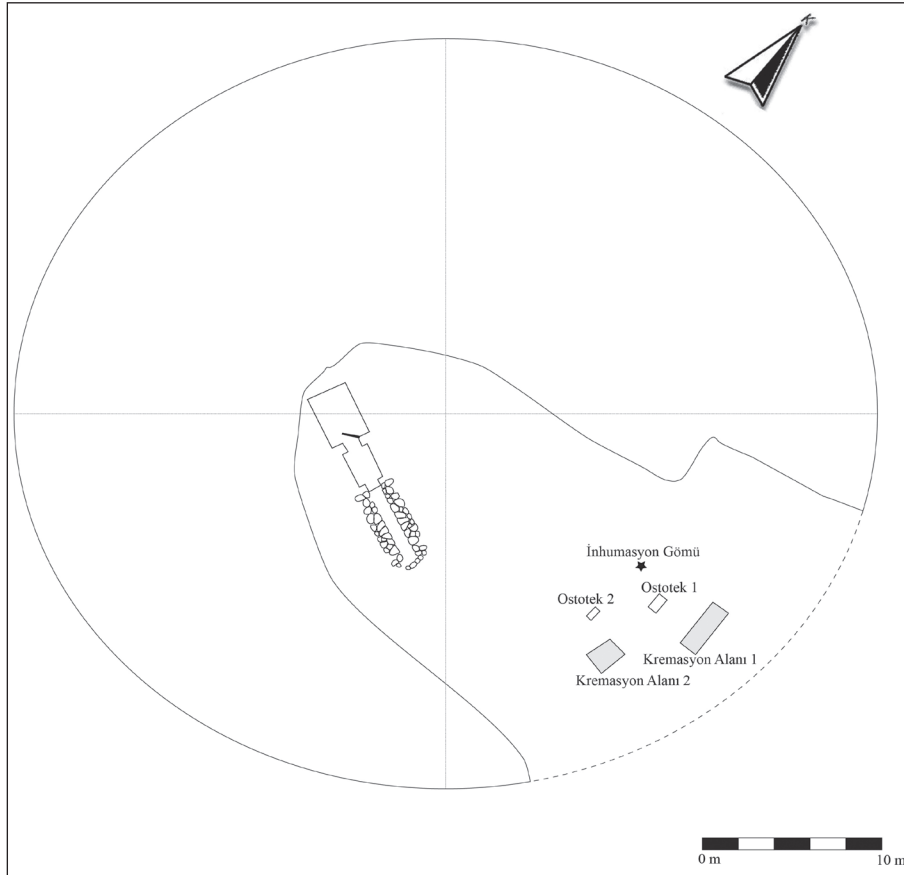 K
İnhumasyon Gömü
Ostotek 1
Ostotek 2
Kremasyon Alanı 1
Kremasyon Alanı 2
0 m
10 m